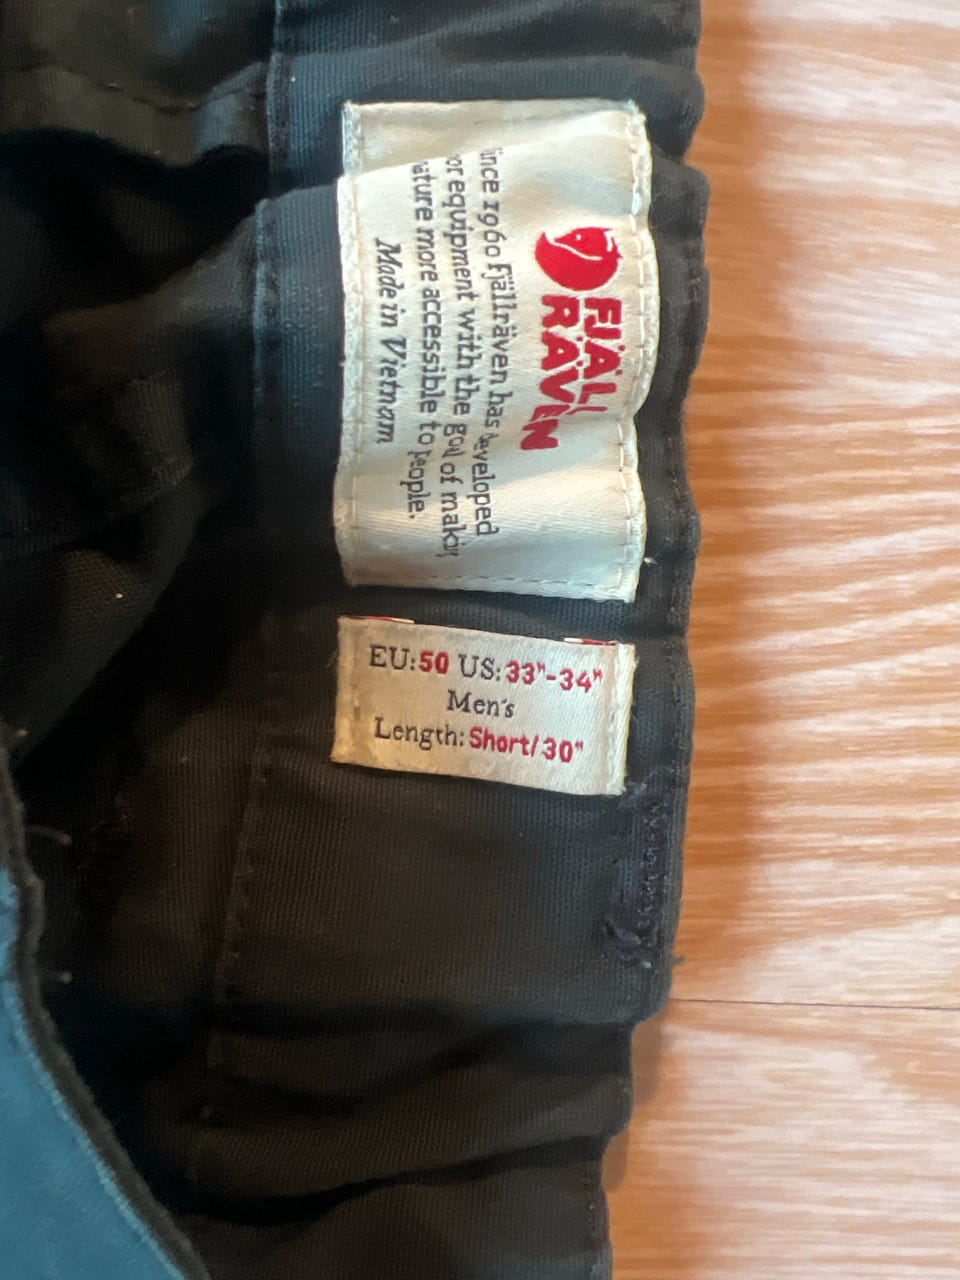 FJÄLL
RÄVEN
ince 1960 Fjällräven has developed
or equipment with the goal of makin
ature more accessible to people.
Made in Vietnam
EU:50 US:33"-34"
Men's
Length:Short/30"